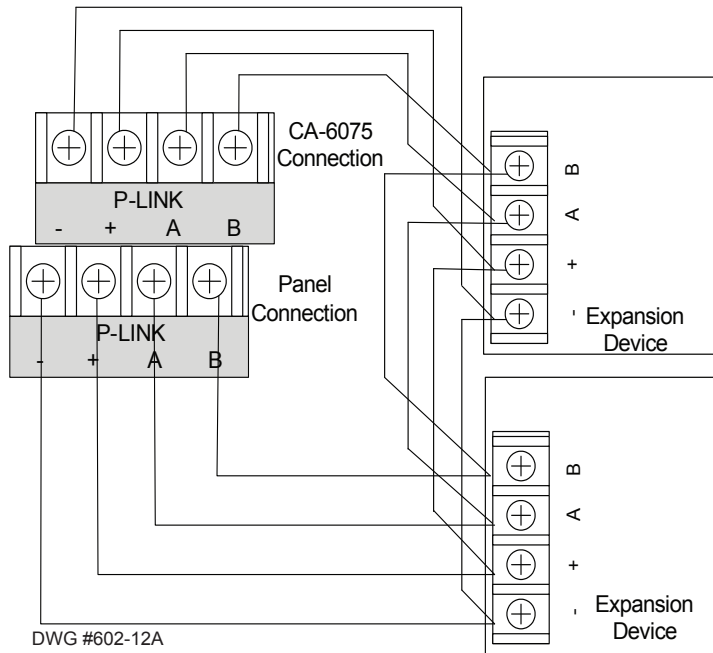 CA-6075
Connection
P-LINK
- + A B
Panel
Connection
P-LINK
- + A B
B
A
+
-
Expansion
Device
B
A
+
-
Expansion
Device
DWG #602-12A